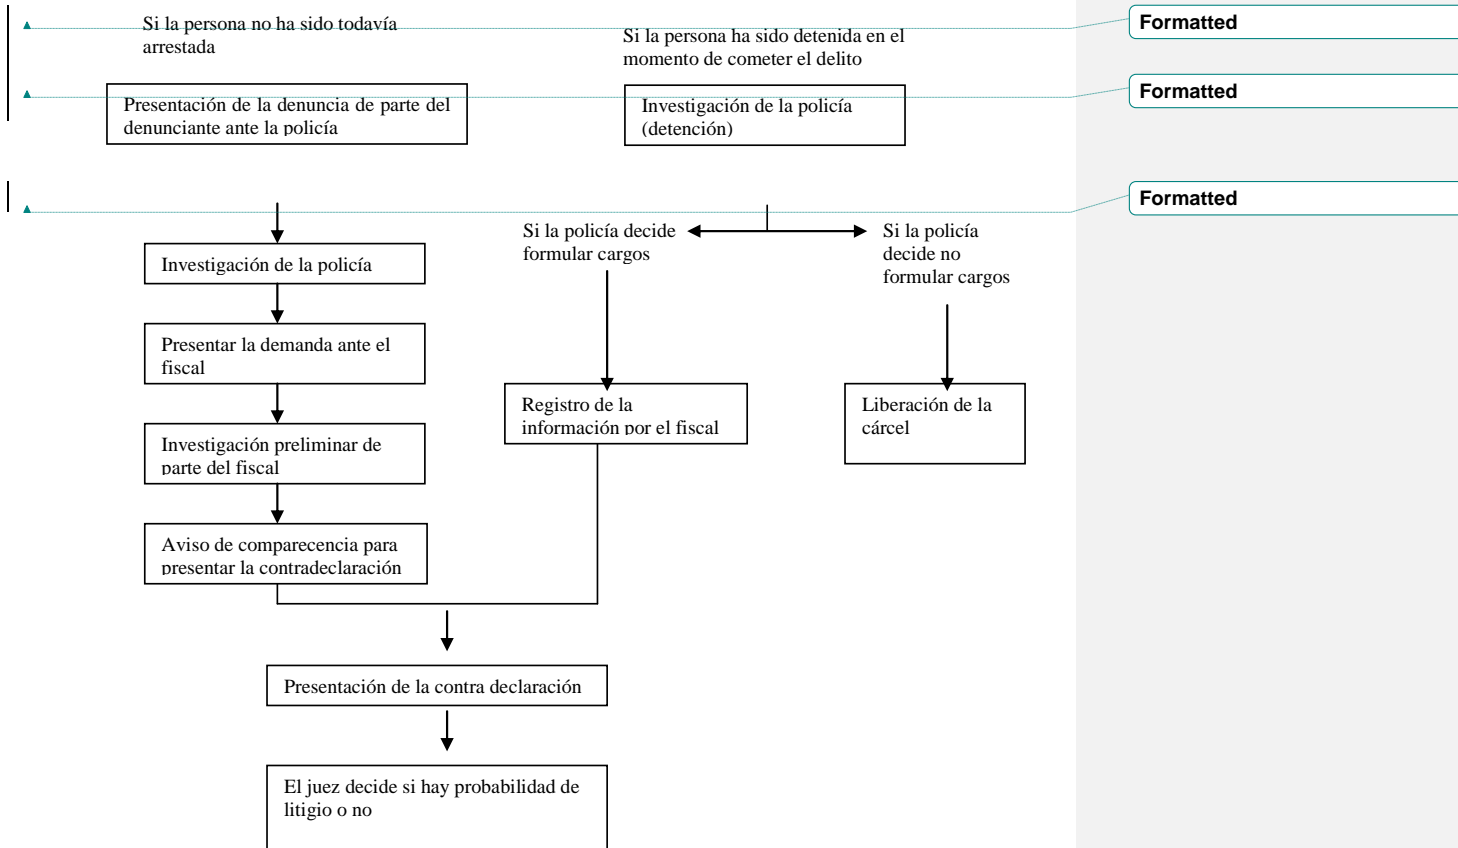 Si la persona no ha sido todavía
arrestada
Si la persona ha sido detenida en el
momento de cometer el delito
Formatted
Presentación de la denuncia de parte del
denunciante ante la policía
Investigación de la policía
(detención)
Formatted
Formatted
Si la policía decide
formular cargos
Si la policía
decide no
formular cargos
Investigación de la policía
Presentar la demanda ante el
fiscal
Registro de la
información por el fiscal
Liberación de la
cárcel
Investigación preliminar de
parte del fiscal
Aviso de comparecencia para
presentar la contradeclaración
Presentación de la contra declaración
El juez decide si hay probabilidad de
litigio o no